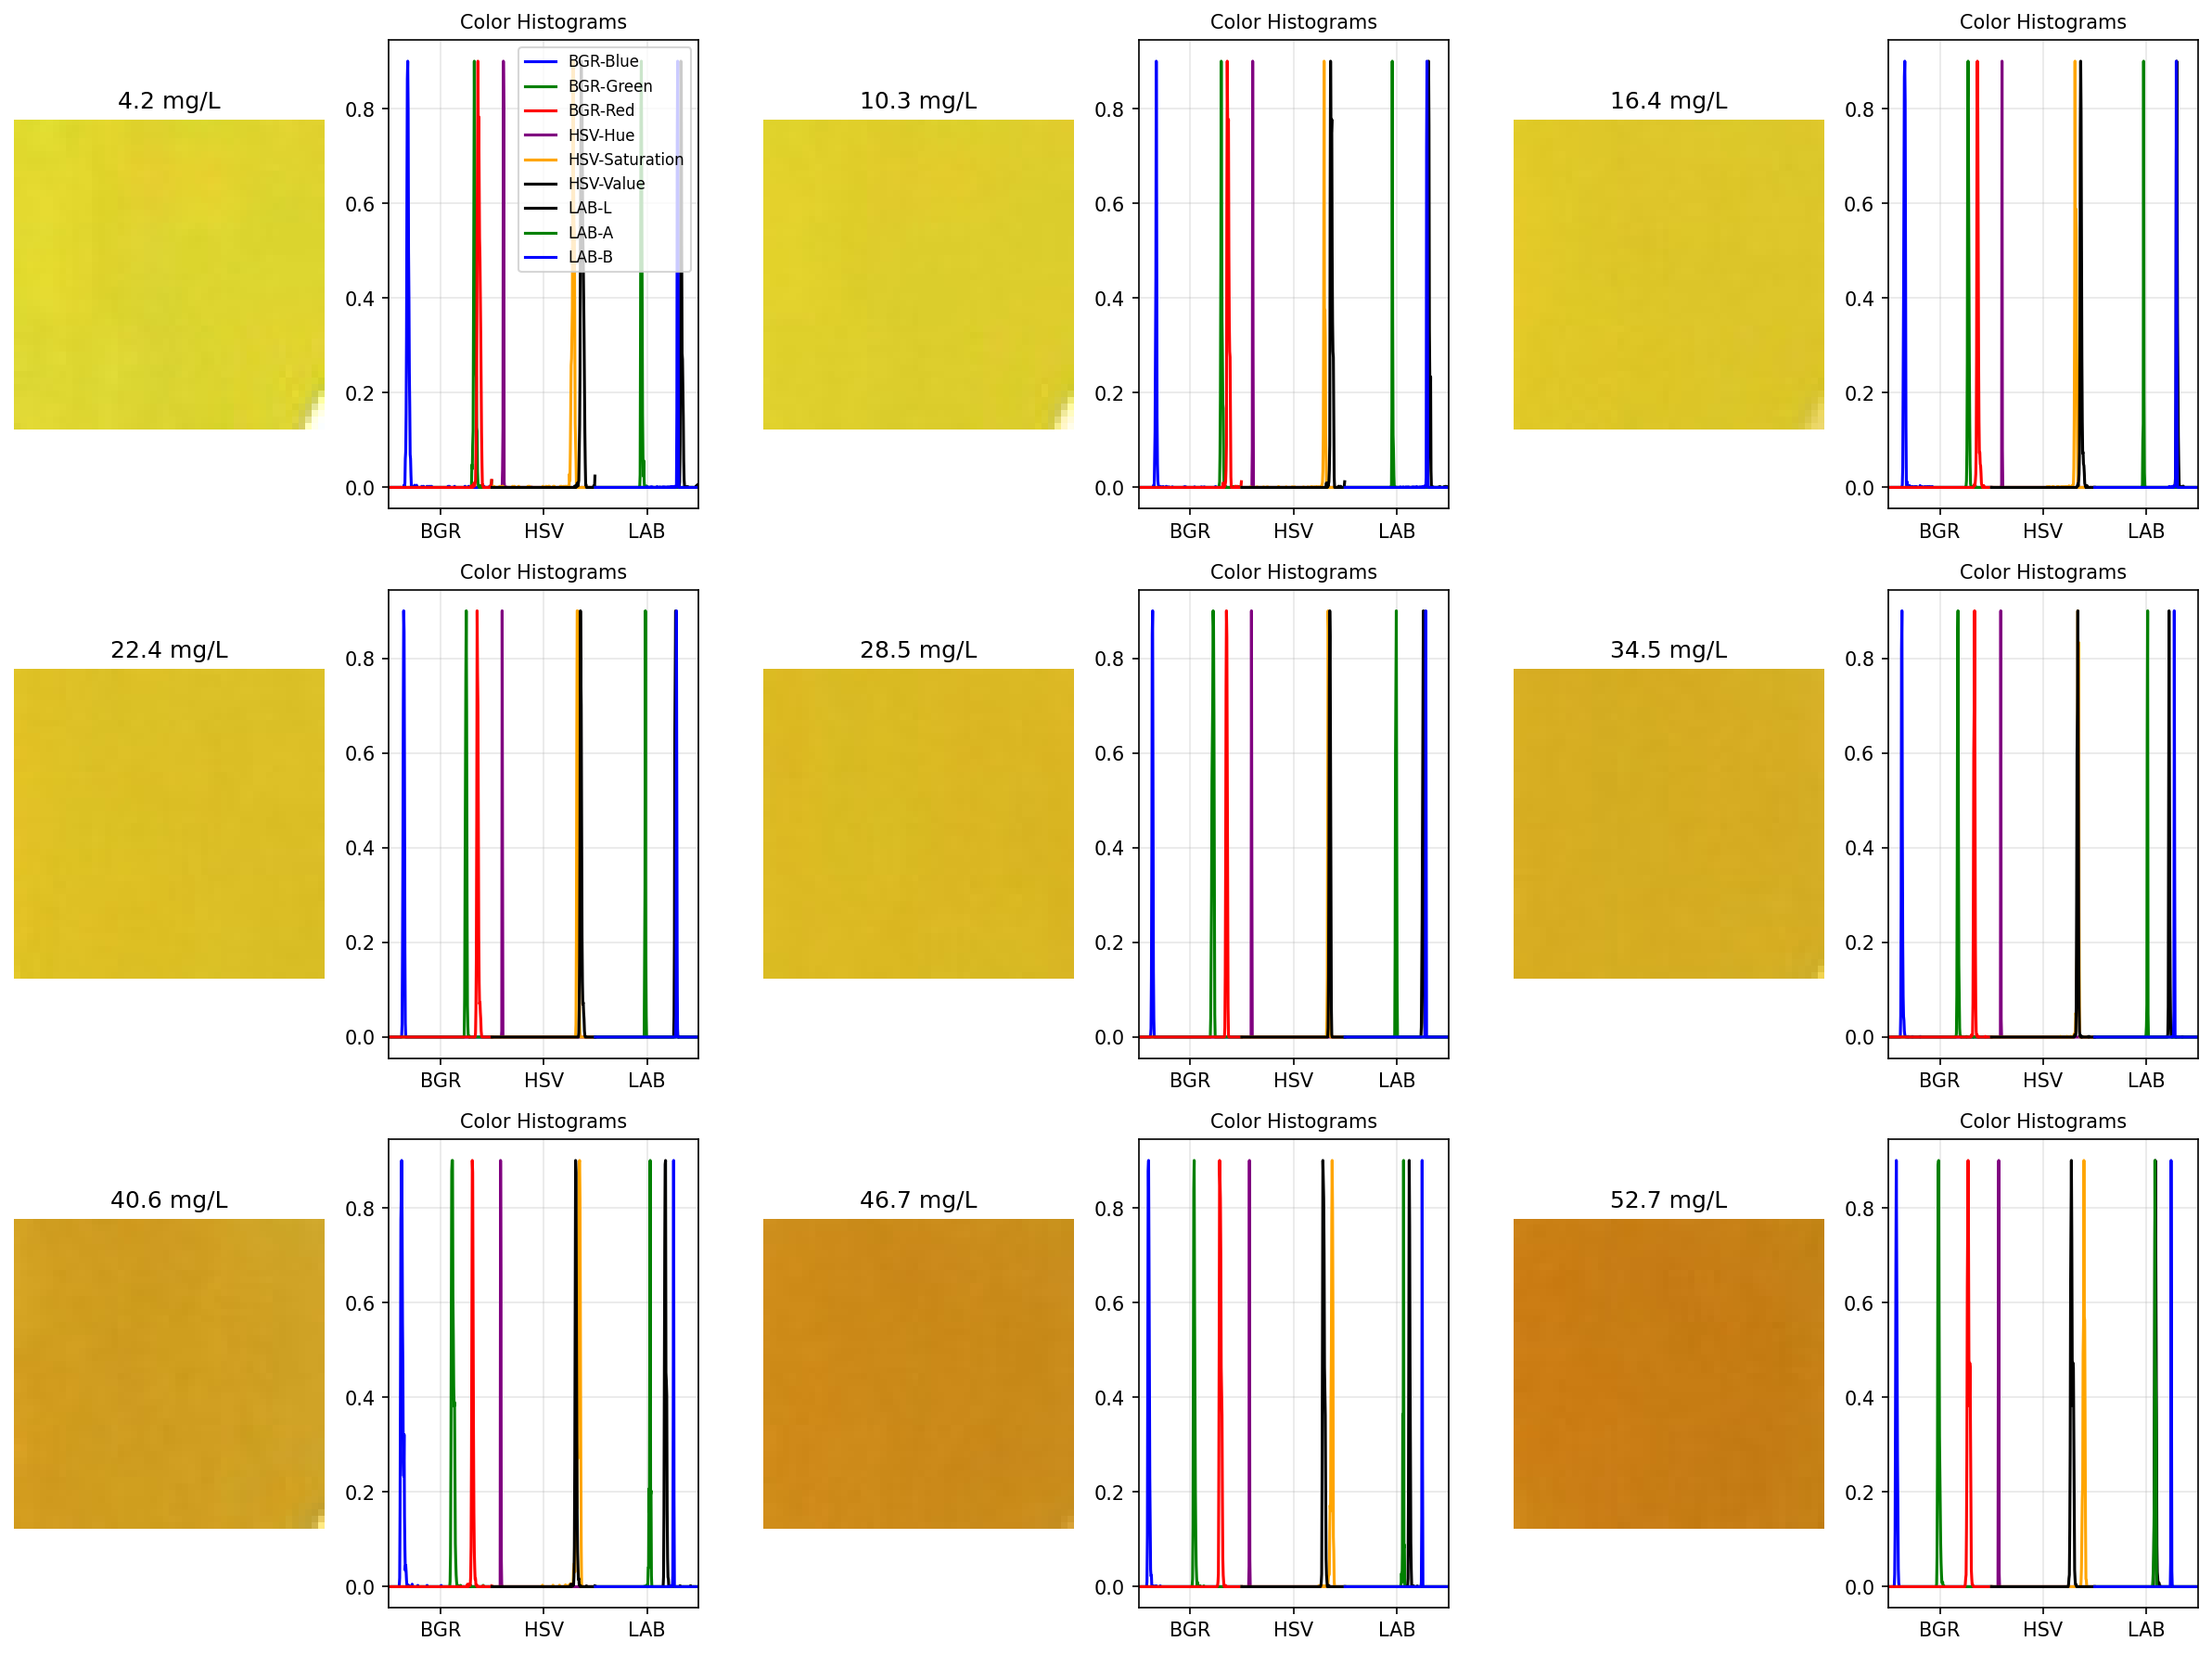 Color Histograms
Color Histograms
Color Histograms
4.2 mg/L
0.8
0.6
0.4
0.2
0.0
BGR-Blue
BGR-Green
BGR-Red
HSV-Hue
HSV-Saturation
HSV-Value
LAB-L
LAB-A
LAB-B
BGR HSV LAB
10.3 mg/L
0.8
0.6
0.4
0.2
0.0
BGR HSV LAB
16.4 mg/L
0.8
0.6
0.4
0.2
0.0
BGR HSV LAB
Color Histograms
Color Histograms
Color Histograms
22.4 mg/L
0.8
0.6
0.4
0.2
0.0
BGR HSV LAB
28.5 mg/L
0.8
0.6
0.4
0.2
0.0
BGR HSV LAB
34.5 mg/L
0.8
0.6
0.4
0.2
0.0
BGR HSV LAB
Color Histograms
Color Histograms
Color Histograms
40.6 mg/L
0.8
0.6
0.4
0.2
0.0
BGR HSV LAB
46.7 mg/L
0.8
0.6
0.4
0.2
0.0
BGR HSV LAB
52.7 mg/L
0.8
0.6
0.4
0.2
0.0
BGR HSV LAB